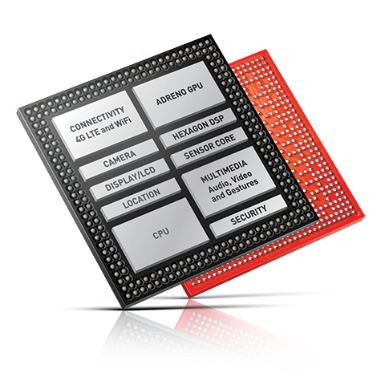 CONNECTIVITY
4G LTE and WiFi
ADRENO GPU
HEXAGON DSP
SENSOR CORE
CAMERA
DISPLAY/LCD
LOCATION
MULTIMEDIA
Audio, Video
and Gestures
CPU
SECURITY